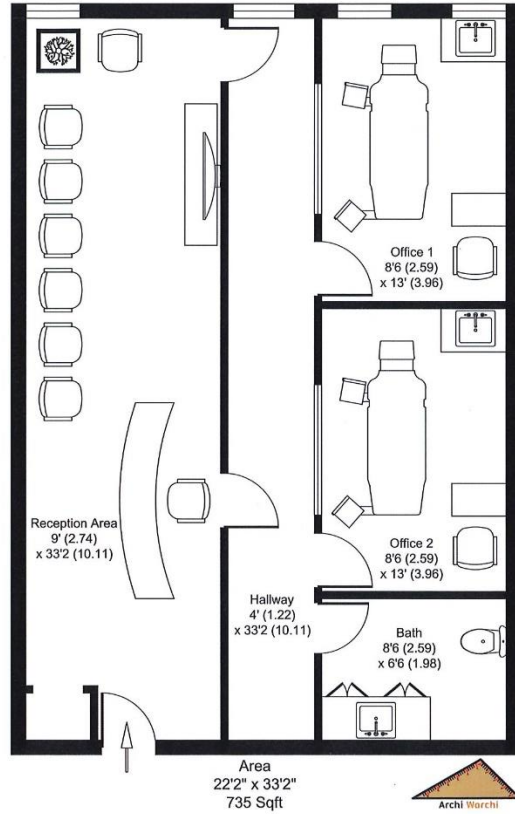 Office 1
8'6 (2.59)
x 13' (3.96)
Reception Area
9' (2.74)
x 33'2 (10.11)
Office 2
8'6 (2.59)
x 13' (3.96)
Hallway
4' (1.22)
x 33'2 (10.11)
Bath
8'6 (2.59)
x 6'6 (1.98)
Area
22'2" x 33'2"
735 Sqft
Archi Worchi